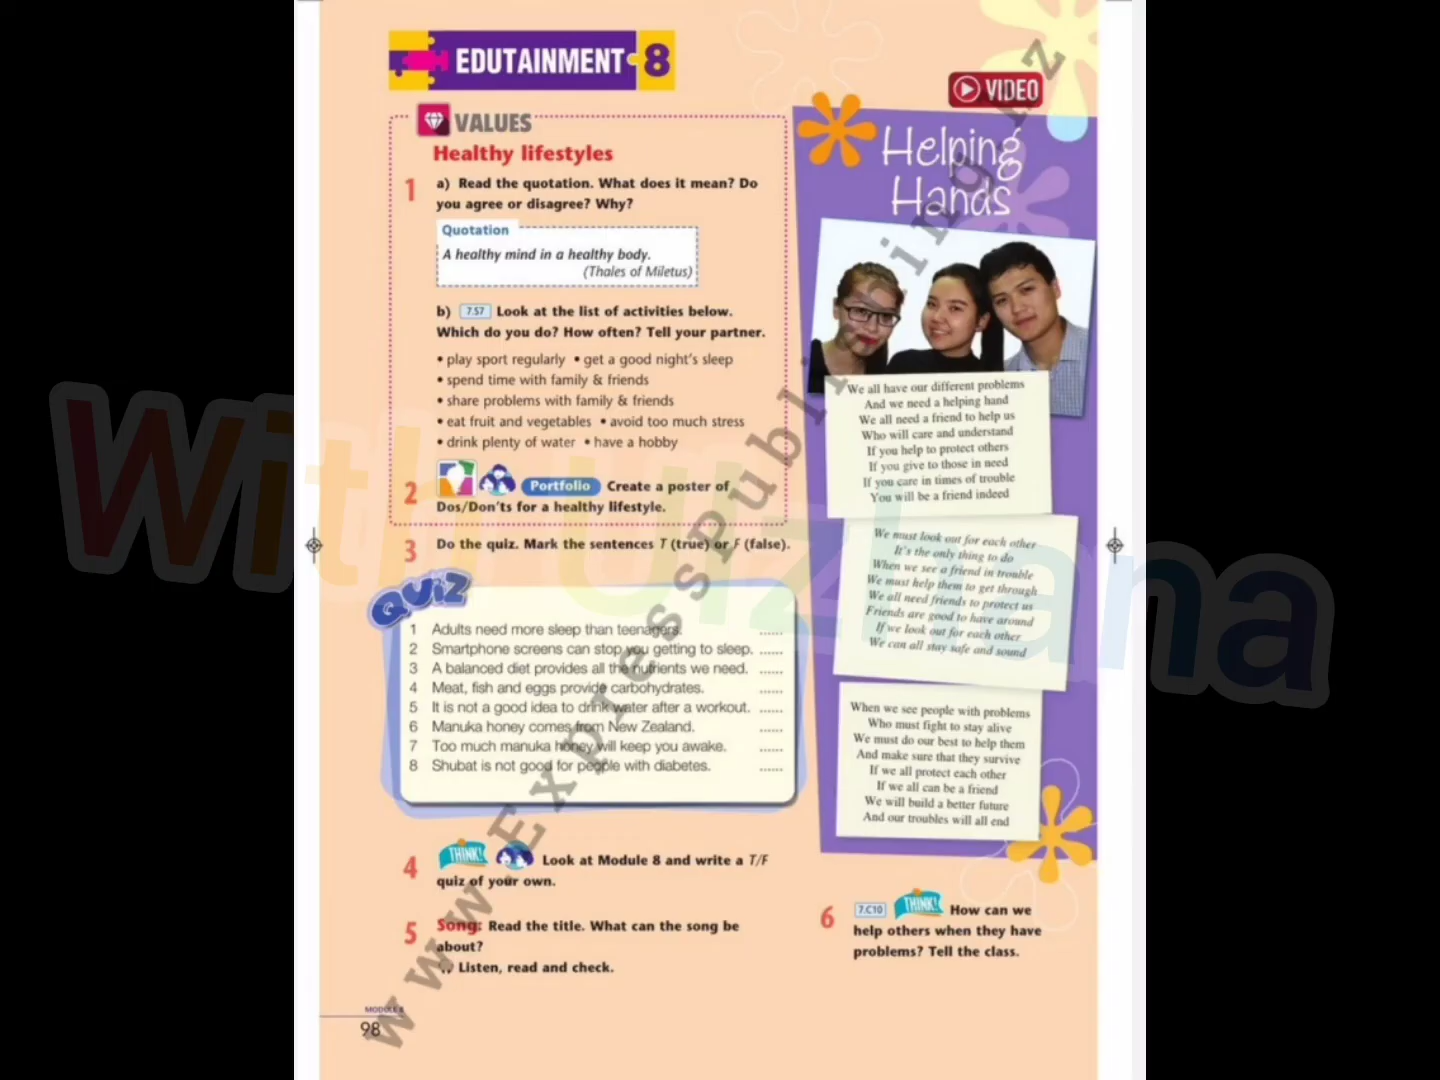 EDUTAINMENT 8
VIDEO
VALUES
Healthy lifestyles
1 a) Read the quotation. What does it mean? Do
you agree or disagree? Why?
Quotation
A healthy mind in a healthy body.
(Thales of Miletus)
b) 7.S7 Look at the list of activities below.
Which do you do? How often? Tell your partner.
• play sport regularly • get a good night's sleep
• spend time with family & friends
• share problems with family & friends
• eat fruit and vegetables • avoid too much stress
• drink plenty of water • have a hobby
2 Portfolio Create a poster of
Dos/Don'ts for a healthy lifestyle.
3 Do the quiz. Mark the sentences T (true) or F (false).
QUIZ
1 Adults need more sleep than teenagers. ......
2 Smartphone screens can stop you getting to sleep. ......
3 A balanced diet provides all the nutrients we need. ......
4 Meat, fish and eggs provide carbohydrates. ......
5 It is not a good idea to drink water after a workout. ......
6 Manuka honey comes from New Zealand. ......
7 Too much manuka honey will keep you awake. ......
8 Shubat is not good for people with diabetes. ......
4 THINK! Look at Module 8 and write a T/F
quiz of your own.
5 Song: Read the title. What can the song be
about?
Listen, read and check.
MODULE 8
98
Helping
Hands
We all have our different problems
And we need a helping hand
We all need a friend to help us
Who will care and understand
If you help to protect others
If you give to those in need
If you care in times of trouble
You will be a friend indeed
We must look out for each other
It's the only thing to do
When we see a friend in trouble
We must help them to get through
We all need friends to protect us
Friends are good to have around
If we look out for each other
We can all stay safe and sound
When we see people with problems
Who must fight to stay alive
We must do our best to help them
And make sure that they survive
If we all protect each other
If we all can be a friend
We will build a better future
And our troubles will all end
6 7.C10 THINK! How can we
help others when they have
problems? Tell the class.
www.ExpressPublishing.kz
With Ulzhana